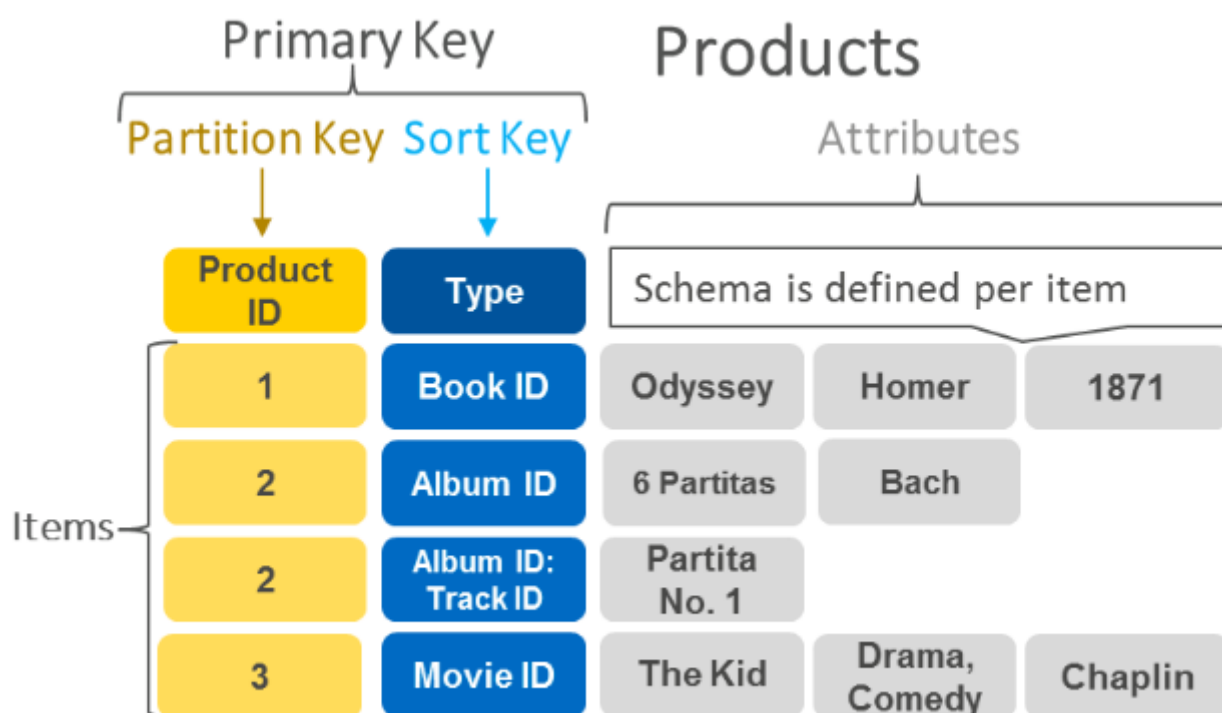 Primary Key
Products
Partition Key
Sort Key
Attributes
Product
ID
Type
Schema is defined per item
Items
1
Book ID
Odyssey
Homer
1871
2
Album ID
6 Partitas
Bach
2
Album ID:
Track ID
Partita
No. 1
3
Movie ID
The Kid
Drama,
Comedy
Chaplin